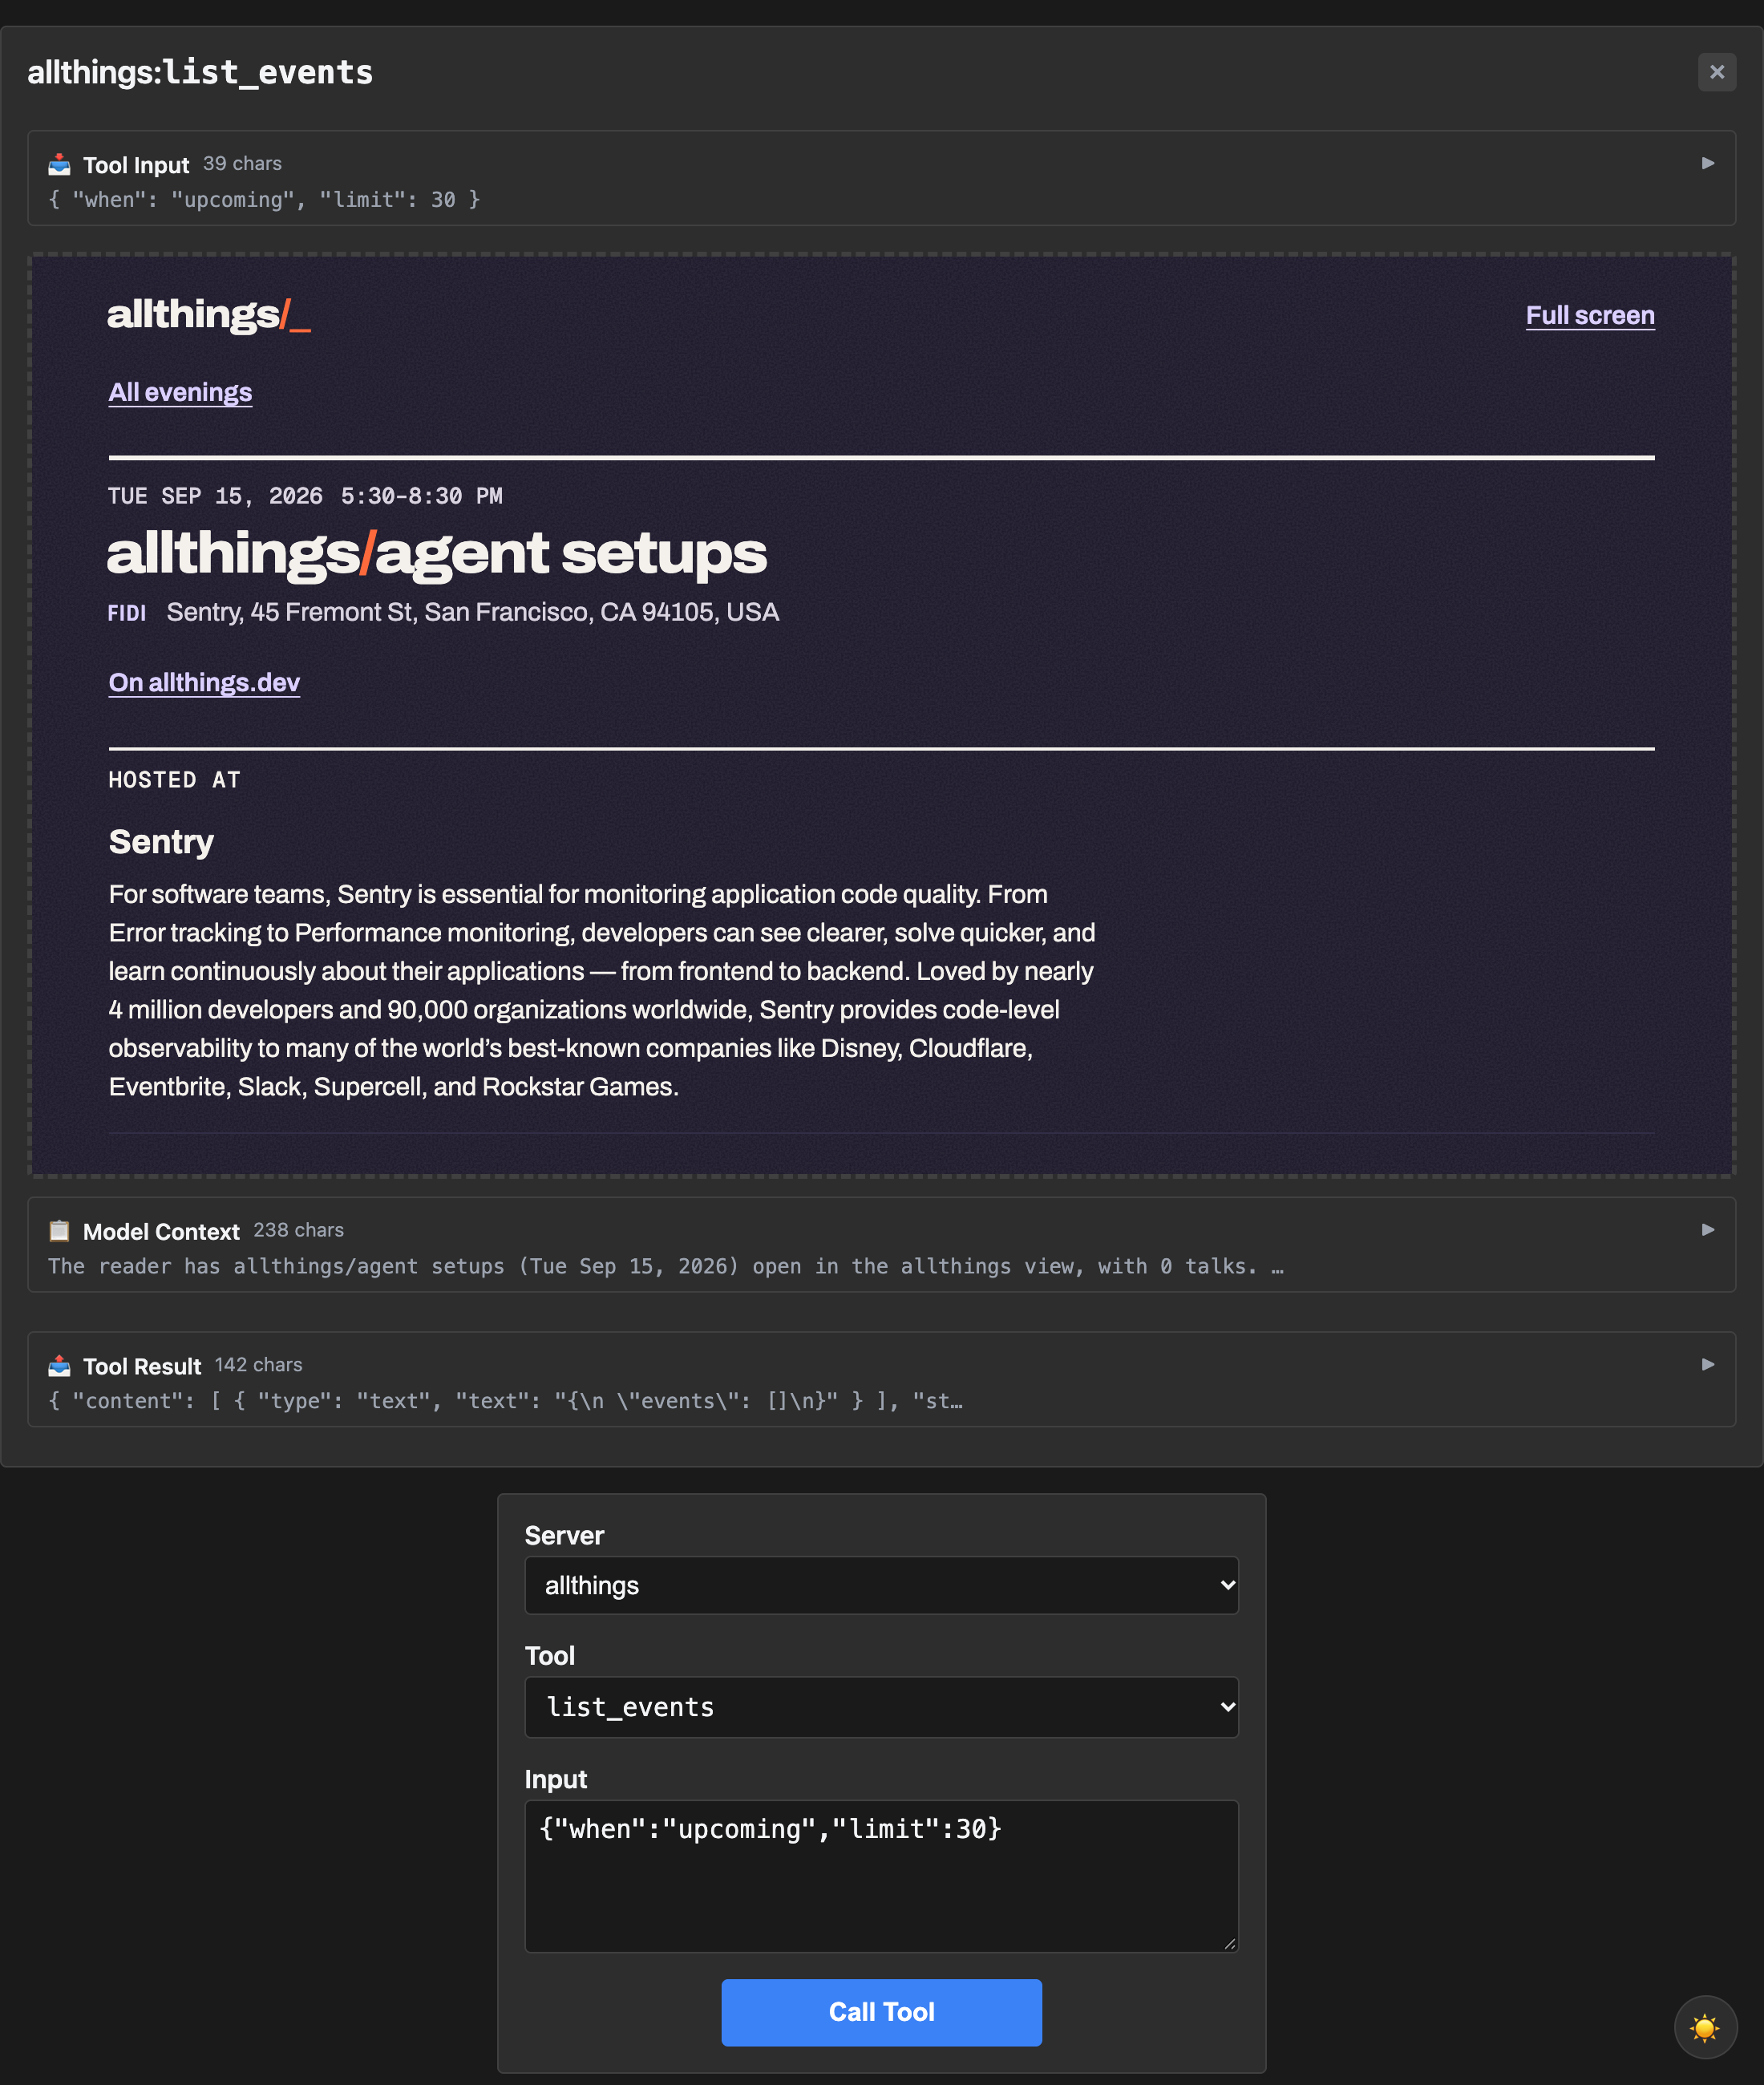 allthings:list_events
×
Tool Input 39 chars
{ "when": "upcoming", "limit": 30 }
allthings/_
Full screen
All evenings
TUE SEP 15, 2026 5:30–8:30 PM
allthings/agent setups
FIDI Sentry, 45 Fremont St, San Francisco, CA 94105, USA
On allthings.dev
HOSTED AT
Sentry
For software teams, Sentry is essential for monitoring application code quality. From
Error tracking to Performance monitoring, developers can see clearer, solve quicker, and
learn continuously about their applications — from frontend to backend. Loved by nearly
4 million developers and 90,000 organizations worldwide, Sentry provides code-level
observability to many of the world’s best-known companies like Disney, Cloudflare,
Eventbrite, Slack, Supercell, and Rockstar Games.
Model Context 238 chars
The reader has allthings/agent setups (Tue Sep 15, 2026) open in the allthings view, with 0 talks. …
Tool Result 142 chars
{ "content": [ { "type": "text", "text": "{\n \"events\": []\n}" } ], "st…
Server
allthings
Tool
list_events
Input
{"when":"upcoming","limit":30}
Call Tool